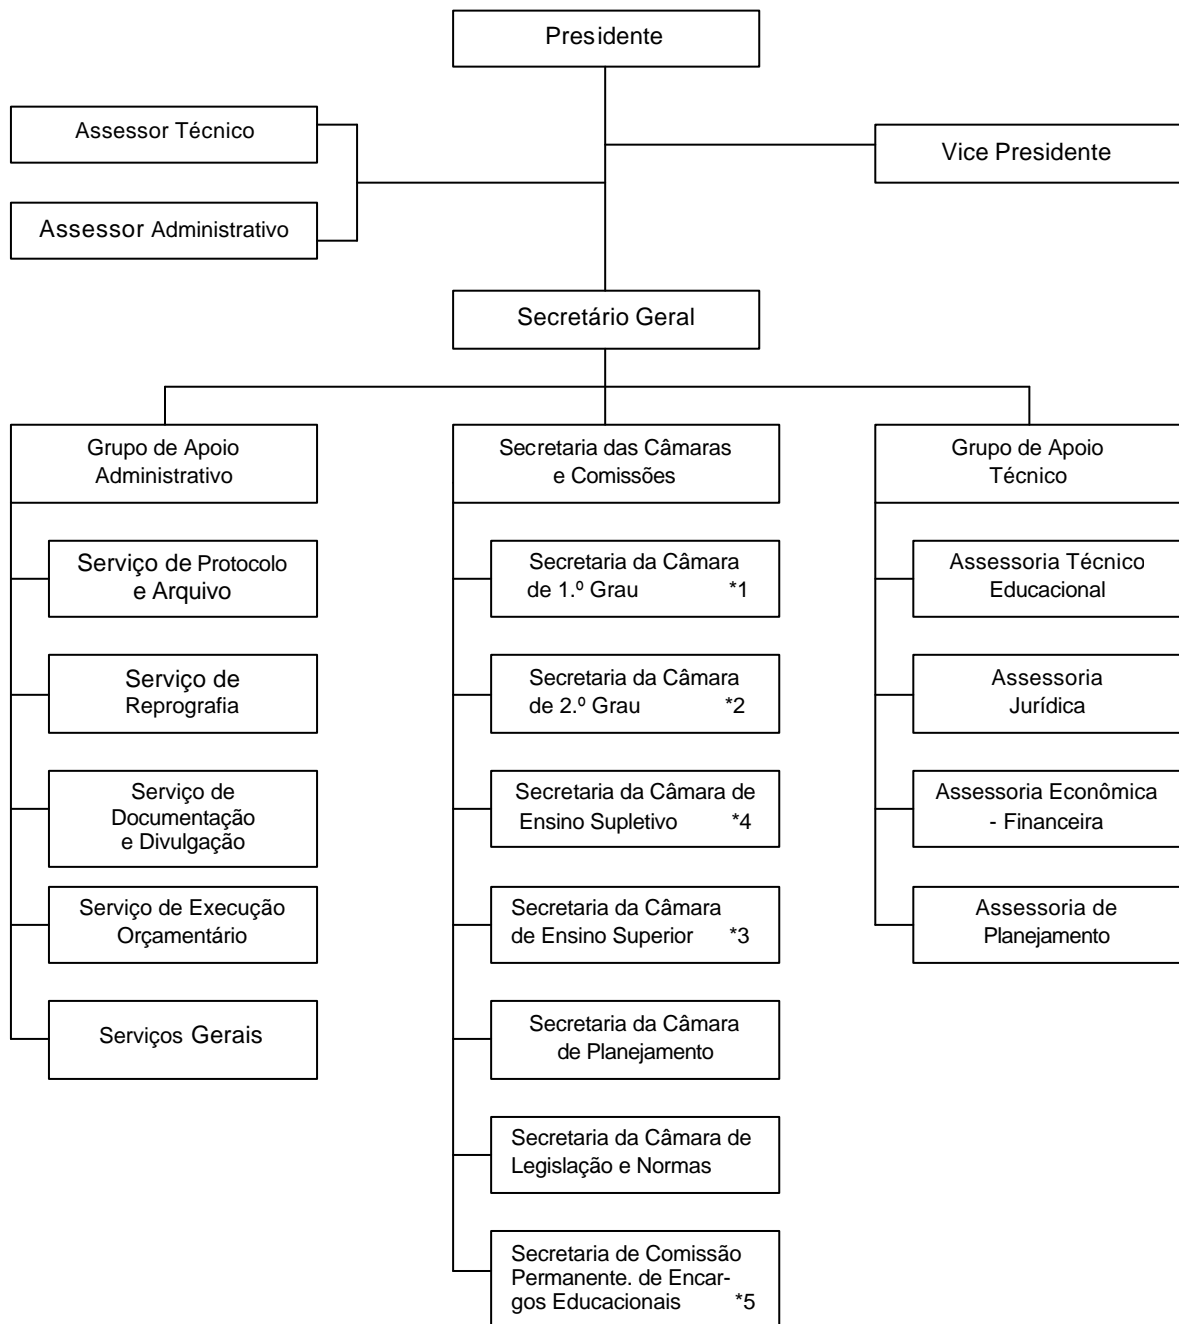 Presidente
Assessor Técnico
Vice Presidente
Assessor Administrativo
Secretário Geral
Grupo de Apoio
Administrativo
Secretaria das Câmaras
e Comissões
Grupo de Apoio
Técnico
Serviço de Protocolo
e Arquivo
Serviço de
Reprografia
Serviço de
Documentação
e Divulgação
Serviço de Execução
Orçamentário
Serviços Gerais
Secretaria da Câmara
de 1.º Grau *1
Secretaria da Câmara
de 2.º Grau *2
Secretaria da Câmara de
Ensino Supletivo *4
Secretaria da Câmara
de Ensino Superior *3
Secretaria da Câmara
de Planejamento
Secretaria da Câmara de
Legislação e Normas
Secretaria de Comissão
Permanente. de Encar-
gos Educacionais *5
Assessoria Técnico
Educacional
Assessoria
Jurídica
Assessoria Econômica
- Financeira
Assessoria de
Planejamento